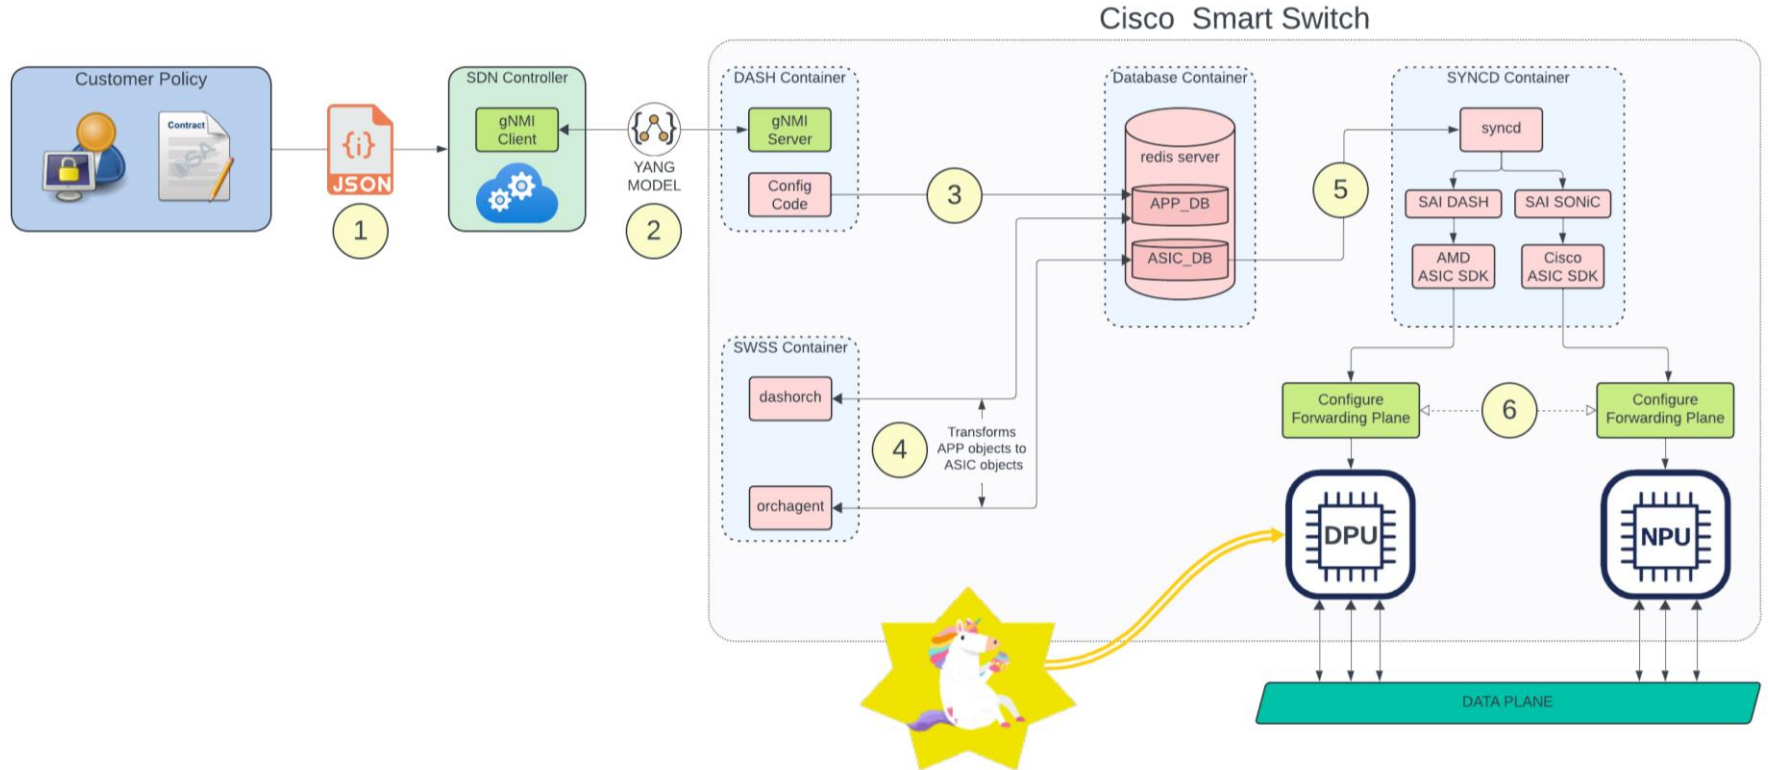 Cisco Smart Switch
Customer Policy
Contract
{i}
JSON
1
SDN Controller
gNMI
Client
YANG
MODEL
2
DASH Container
gNMI
Server
Config
Code
3
Database Container
redis server
APP_DB
ASIC_DB
5
SYNCD Container
syncd
SAI DASH
SAI SONiC
AMD
ASIC SDK
Cisco
ASIC SDK
SWSS Container
dashorch
orchagent
4
Transforms
APP objects to
ASIC objects
Configure
Forwarding Plane
6
Configure
Forwarding Plane
DPU
NPU
DATA PLANE